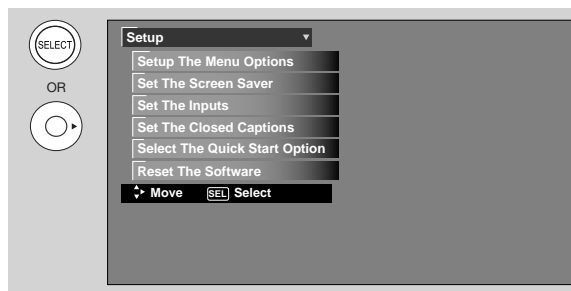 SELECT
OR
Setup
Setup The Menu Options
Set The Screen Saver
Set The Inputs
Set The Closed Captions
Select The Quick Start Option
Reset The Software
Move SEL Select